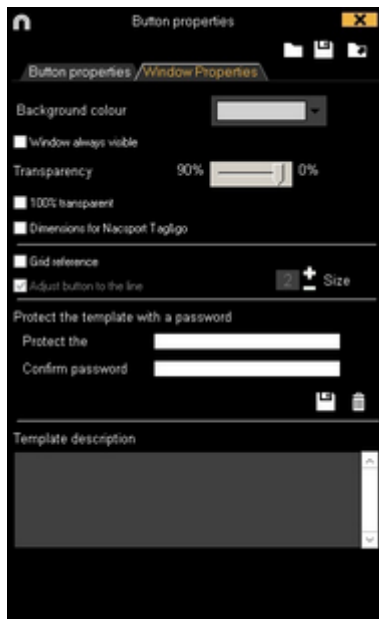 Button properties
Button properties Window Properties
Background colour
Window always visible
Transparency 90% 0%
100% transparent
Dimensions for Nacsport Tag&go
Grid reference
Adjust button to the line 2 Size
Protect the template with a password
Protect the
Confirm password
Template description